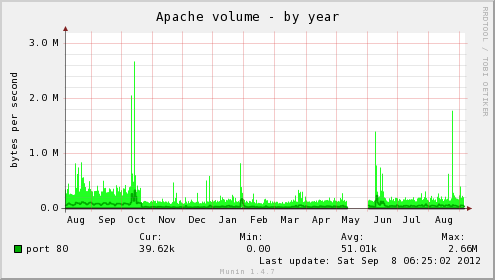 Apache volume - by year
RRDTOOL / TOBI OETIKER
bytes per second
3.0 M
2.0 M
1.0 M
0.0
Aug Sep Oct Nov Dec Jan Feb Mar Apr May Jun Jul Aug
Cur: Min: Avg: Max:
port 80 39.62k 0.00 51.01k 2.66M
Last update: Sat Sep 8 06:25:02 2012
Munin 1.4.7